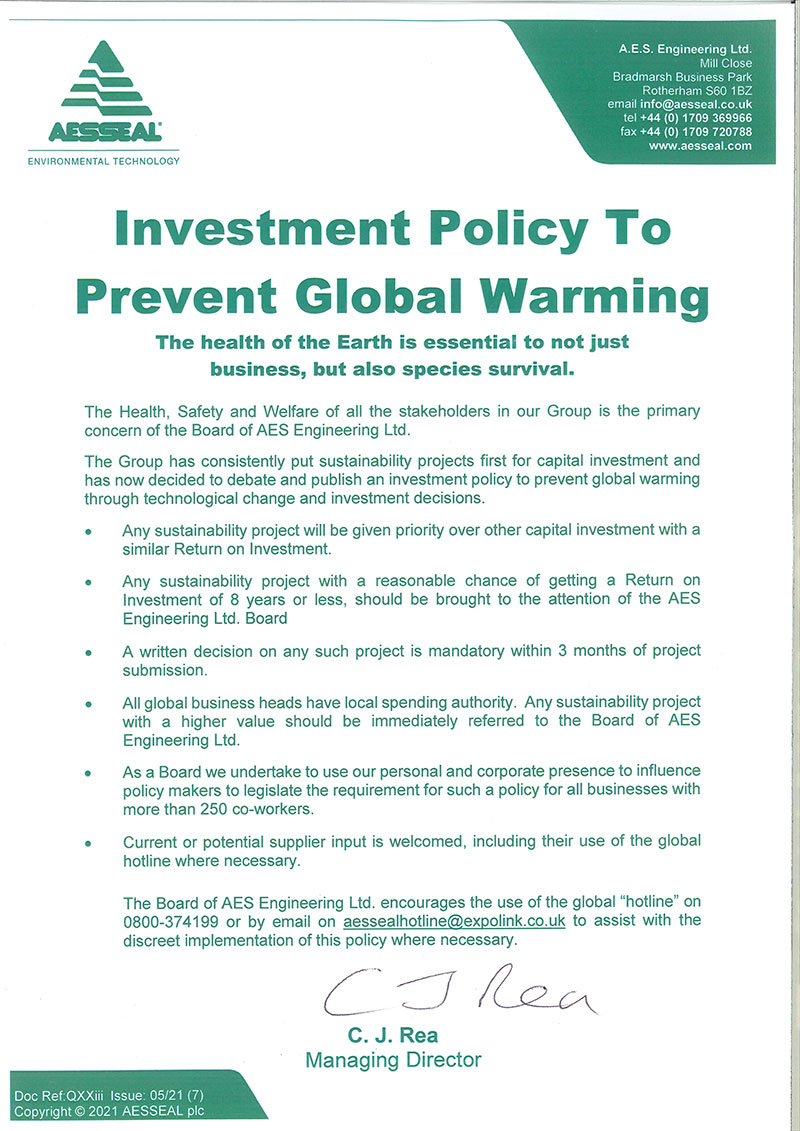 AESSEAL®
ENVIRONMENTAL TECHNOLOGY
A.E.S. Engineering Ltd.
Mill Close
Bradmarsh Business Park
Rotherham S60 1BZ
email info@aesseal.co.uk
tel +44 (0) 1709 369966
fax +44 (0) 1709 720788
www.aesseal.com
Investment Policy To
Prevent Global Warming
The health of the Earth is essential to not just
business, but also species survival.
The Health, Safety and Welfare of all the stakeholders in our Group is the primary
concern of the Board of AES Engineering Ltd.
The Group has consistently put sustainability projects first for capital investment and
has now decided to debate and publish an investment policy to prevent global warming
through technological change and investment decisions.
• Any sustainability project will be given priority over other capital investment with a
similar Return on Investment.
• Any sustainability project with a reasonable chance of getting a Return on
Investment of 8 years or less, should be brought to the attention of the AES
Engineering Ltd. Board
• A written decision on any such project is mandatory within 3 months of project
submission.
• All global business heads have local spending authority. Any sustainability project
with a higher value should be immediately referred to the Board of AES
Engineering Ltd.
• As a Board we undertake to use our personal and corporate presence to influence
policy makers to legislate the requirement for such a policy for all businesses with
more than 250 co-workers.
• Current or potential supplier input is welcomed, including their use of the global
hotline where necessary.
The Board of AES Engineering Ltd. encourages the use of the global “hotline” on
0800-374199 or by email on aessealhotline@expolink.co.uk to assist with the
discreet implementation of this policy where necessary.
C J Rea
C. J. Rea
Managing Director
Doc Ref:QXXiii Issue: 05/21 (7)
Copyright © 2021 AESSEAL plc